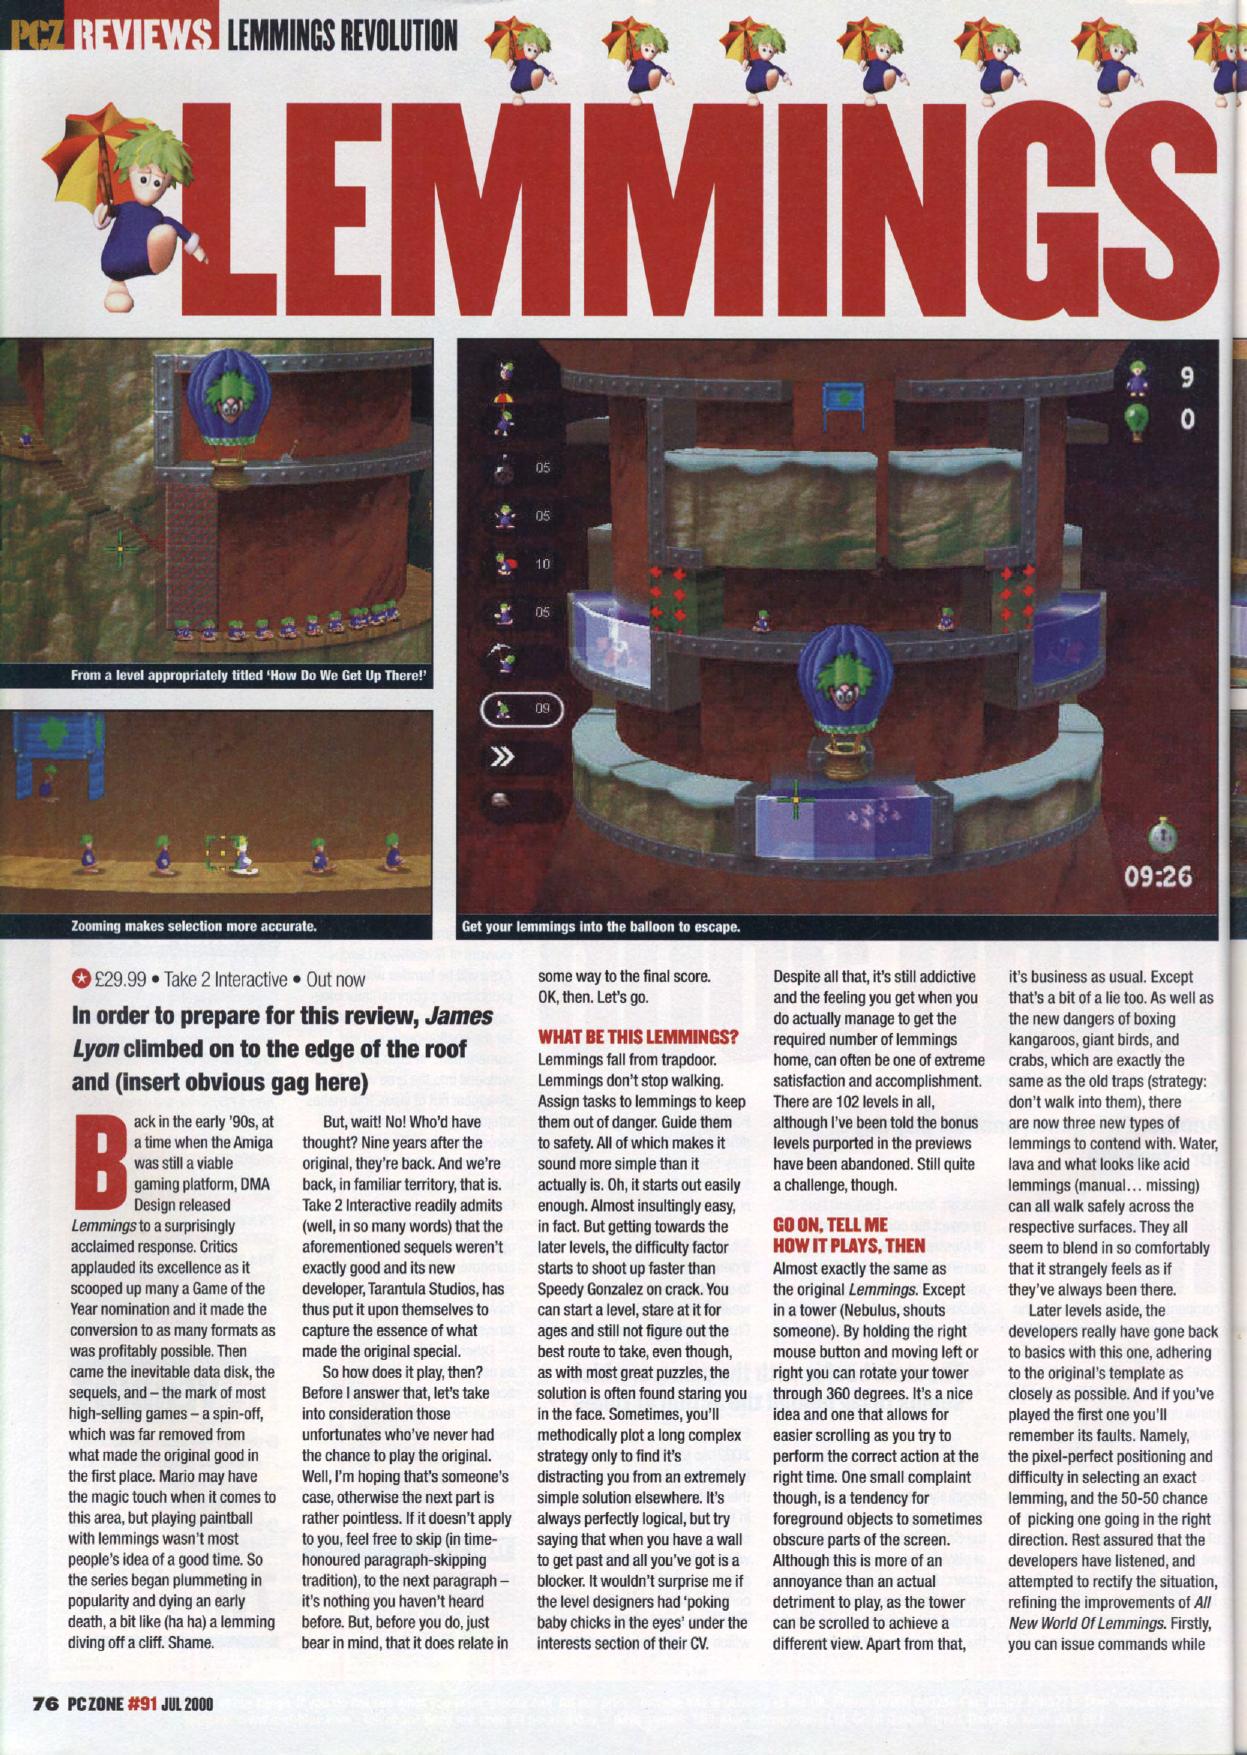 PCZ REVIEWS LEMMINGS REVOLUTION
LEMMINGS
9
0
05
05
10
05
09
09:26
From a level appropriately titled ‘How Do We Get Up There!’
Zooming makes selection more accurate.
Get your lemmings into the balloon to escape.
£29.99 • Take 2 Interactive • Out now
In order to prepare for this review, James
Lyon climbed on to the edge of the roof
and (insert obvious gag here)
Back in the early ’90s, at
a time when the Amiga
was still a viable
gaming platform, DMA
Design released
Lemmings to a surprisingly
acclaimed response. Critics
applauded its excellence as it
scooped up many a Game of the
Year nomination and it made the
conversion to as many formats as
was profitably possible. Then
came the inevitable data disk, the
sequels, and – the mark of most
high-selling games – a spin-off,
which was far removed from
what made the original good in
the first place. Mario may have
the magic touch when it comes to
this area, but playing paintball
with lemmings wasn’t most
people’s idea of a good time. So
the series began plummeting in
popularity and dying an early
death, a bit like (ha ha) a lemming
diving off a cliff. Shame.
But, wait! No! Who’d have
thought? Nine years after the
original, they’re back. And we’re
back, in familiar territory, that is.
Take 2 Interactive readily admits
(well, in so many words) that the
aforementioned sequels weren’t
exactly good and its new
developer, Tarantula Studios, has
thus put it upon themselves to
capture the essence of what
made the original special.
So how does it play, then?
Before I answer that, let’s take
into consideration those
unfortunates who’ve never had
the chance to play the original.
Well, I’m hoping that’s someone’s
case, otherwise the next part is
rather pointless. If it doesn’t apply
to you, feel free to skip (in time-
honoured paragraph-skipping
tradition), to the next paragraph –
it’s nothing you haven’t heard
before. But, before you do, just
bear in mind, that it does relate in
some way to the final score.
OK, then. Let’s go.
WHAT BE THIS LEMMINGS?
Lemmings fall from trapdoor.
Lemmings don’t stop walking.
Assign tasks to lemmings to keep
them out of danger. Guide them
to safety. All of which makes it
sound more simple than it
actually is. Oh, it starts out easily
enough. Almost insultingly easy,
in fact. But getting towards the
later levels, the difficulty factor
starts to shoot up faster than
Speedy Gonzalez on crack. You
can start a level, stare at it for
ages and still not figure out the
best route to take, even though,
as with most great puzzles, the
solution is often found staring you
in the face. Sometimes, you’ll
methodically plot a long complex
strategy only to find it’s
distracting you from an extremely
simple solution elsewhere. It’s
always perfectly logical, but try
saying that when you have a wall
to get past and all you’ve got is a
blocker. It wouldn’t surprise me if
the level designers had ‘poking
baby chicks in the eyes’ under the
interests section of their CV.
Despite all that, it’s still addictive
and the feeling you get when you
do actually manage to get the
required number of lemmings
home, can often be one of extreme
satisfaction and accomplishment.
There are 102 levels in all,
although I’ve been told the bonus
levels purported in the previews
have been abandoned. Still quite
a challenge, though.
GO ON, TELL ME
HOW IT PLAYS, THEN
Almost exactly the same as
the original Lemmings. Except
in a tower (Nebulus, shouts
someone). By holding the right
mouse button and moving left or
right you can rotate your tower
through 360 degrees. It’s a nice
idea and one that allows for
easier scrolling as you try to
perform the correct action at the
right time. One small complaint
though, is a tendency for
foreground objects to sometimes
obscure parts of the screen.
Although this is more of an
annoyance than an actual
detriment to play, as the tower
can be scrolled to achieve a
different view. Apart from that,
it’s business as usual. Except
that’s a bit of a lie too. As well as
the new dangers of boxing
kangaroos, giant birds, and
crabs, which are exactly the
same as the old traps (strategy:
don’t walk into them), there
are now three new types of
lemmings to contend with. Water,
lava and what looks like acid
lemmings (manual… missing)
can all walk safely across the
respective surfaces. They all
seem to blend in so comfortably
that it strangely feels as if
they’ve always been there.
Later levels aside, the
developers really have gone back
to basics with this one, adhering
to the original’s template as
closely as possible. And if you’ve
played the first one you’ll
remember its faults. Namely,
the pixel-perfect positioning and
difficulty in selecting an exact
lemming, and the 50-50 chance
of picking one going in the right
direction. Rest assured that the
developers have listened, and
attempted to rectify the situation,
refining the improvements of All
New World Of Lemmings. Firstly,
you can issue commands while
76 PC ZONE #91 JUL 2000